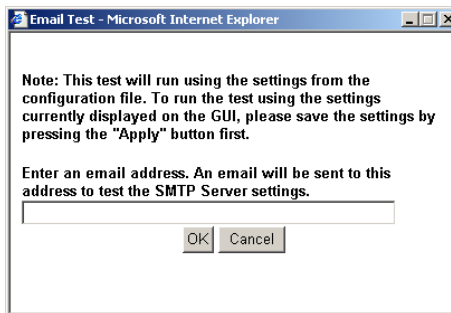 Email Test - Microsoft Internet Explorer
Note: This test will run using the settings from the
configuration file. To run the test using the settings
currently displayed on the GUI, please save the settings by
pressing the "Apply" button first.
Enter an email address. An email will be sent to this
address to test the SMTP Server settings.
OK Cancel